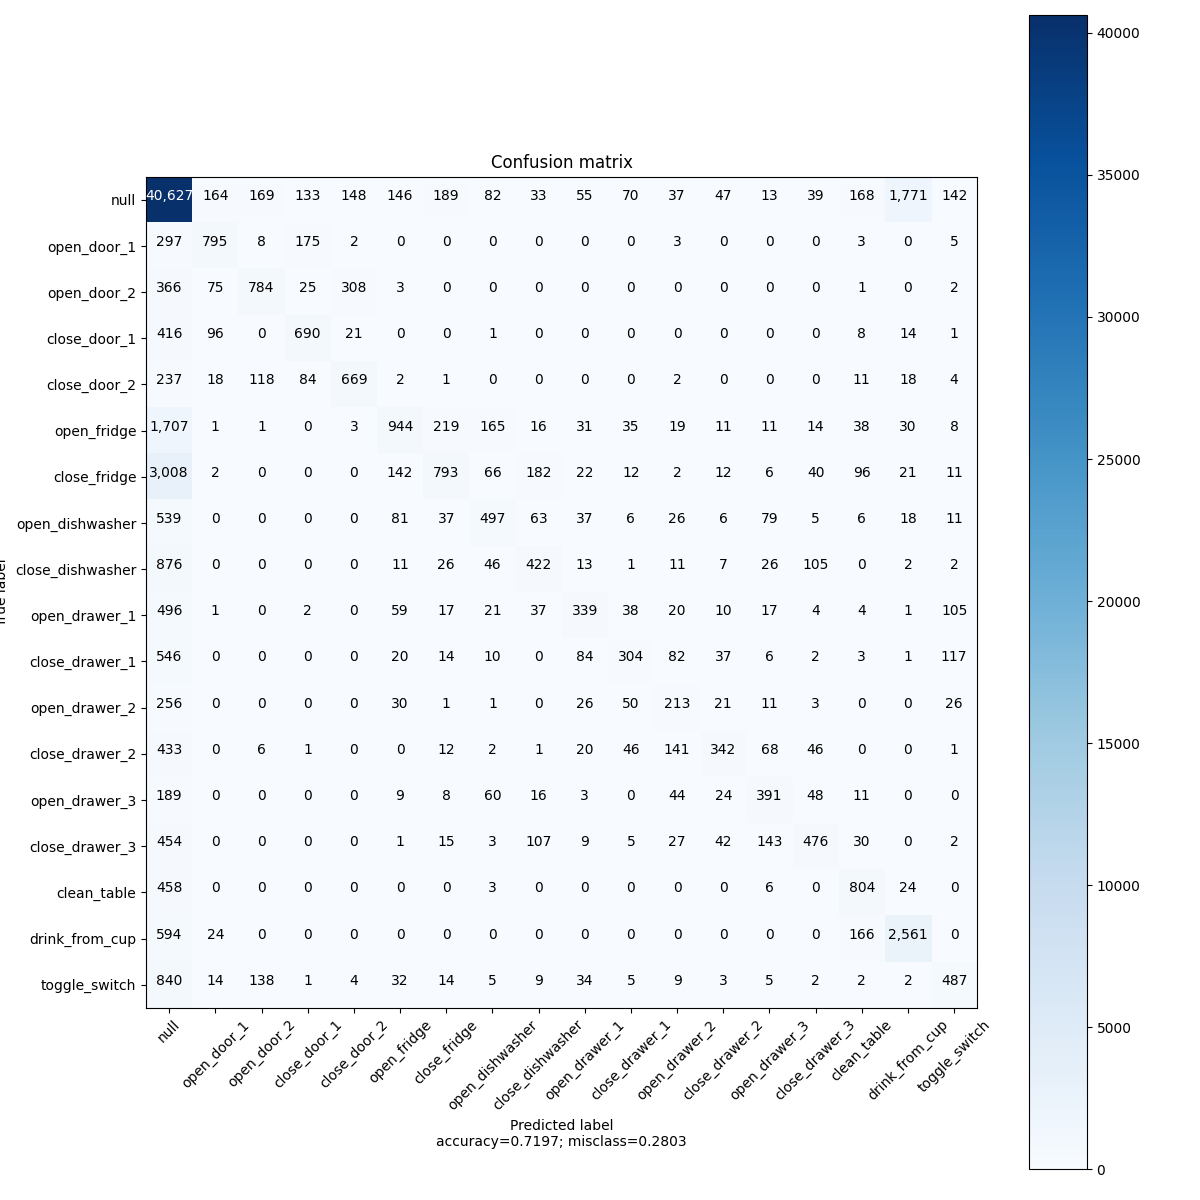 Confusion matrix
null 40,627 164 169 133 148 146 189 82 33 55 70 37 47 13 39 168 1,771 142
open_door_1 297 795 8 175 2 0 0 0 0 0 0 3 0 0 0 3 0 5
open_door_2 366 75 784 25 308 3 0 0 0 0 0 0 0 0 0 1 0 2
close_door_1 416 96 0 690 21 0 0 1 0 0 0 0 0 0 0 8 14 1
close_door_2 237 18 118 84 669 2 1 0 0 0 0 2 0 0 0 11 18 4
open_fridge 1,707 1 1 0 3 944 219 165 16 31 35 19 11 11 14 38 30 8
close_fridge 3,008 2 0 0 0 142 793 66 182 22 12 2 12 6 40 96 21 11
open_dishwasher 539 0 0 0 0 81 37 497 63 37 6 26 6 79 5 6 18 11
close_dishwasher 876 0 0 0 0 11 26 46 422 13 1 11 7 26 105 0 2 2
open_drawer_1 496 1 0 2 0 59 17 21 37 339 38 20 10 17 4 4 1 105
close_drawer_1 546 0 0 0 0 20 14 10 0 84 304 82 37 6 2 3 1 117
open_drawer_2 256 0 0 0 0 30 1 1 0 26 50 213 21 11 3 0 0 26
close_drawer_2 433 0 6 1 0 0 12 2 1 20 46 141 342 68 46 0 0 1
open_drawer_3 189 0 0 0 0 9 8 60 16 3 0 44 24 391 48 11 0 0
close_drawer_3 454 0 0 0 0 1 15 3 107 9 5 27 42 143 476 30 0 2
clean_table 458 0 0 0 0 0 0 3 0 0 0 0 0 6 0 804 24 0
drink_from_cup 594 24 0 0 0 0 0 0 0 0 0 0 0 0 0 166 2,561 0
toggle_switch 840 14 138 1 4 32 14 5 9 34 5 9 3 5 2 2 2 487
null open_door_1 open_door_2 close_door_1 close_door_2 open_fridge close_fridge open_dishwasher close_dishwasher open_drawer_1 close_drawer_1 open_drawer_2 close_drawer_2 open_drawer_3 close_drawer_3 clean_table drink_from_cup toggle_switch
Predicted label
accuracy=0.7197; misclass=0.2803
40000
35000
30000
25000
20000
15000
10000
5000
0